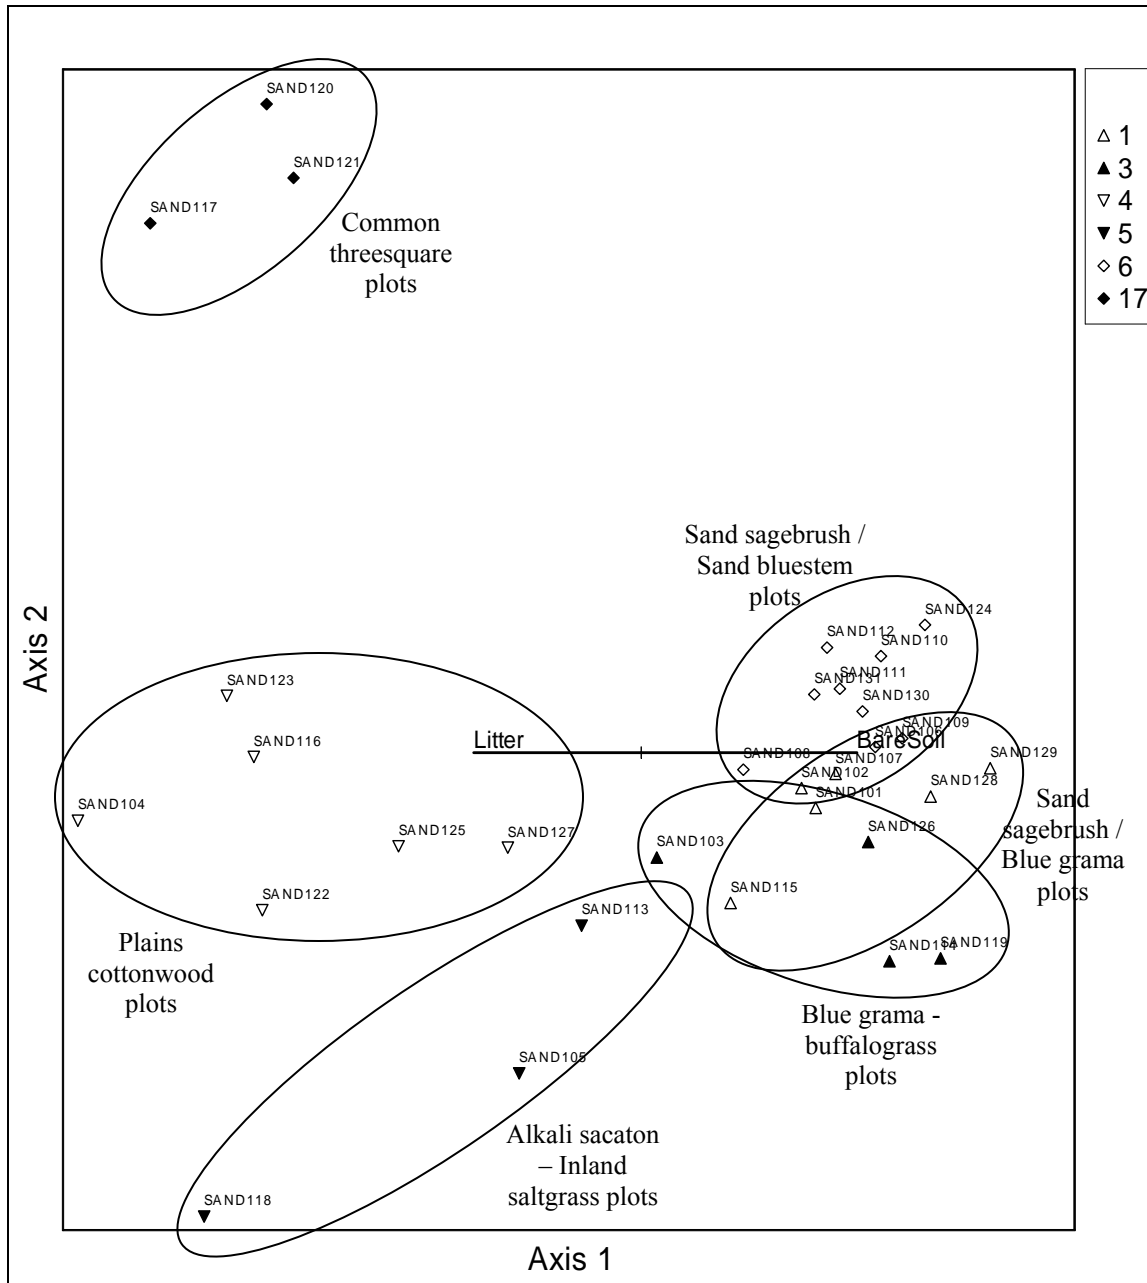 SAND120
SAND121
SAND117
Common
threesquare
plots
1
3
4
5
6
17
Sand sagebrush /
Sand bluestem
plots
SAND124
SAND112
SAND110
SAND111
SAND131
SAND130
SAND109
SAND106
BareSoil
Litter
SAND108
SAND107
SAND102
SAND101
SAND129
SAND128
SAND126
SAND103
SAND115
SAND114
SAND119
Sand
sagebrush /
Blue grama
plots
SAND123
SAND116
SAND104
SAND125
SAND127
SAND122
Plains
cottonwood
plots
SAND113
SAND105
SAND118
Blue grama -
buffalograss
plots
Alkali sacaton
– Inland
saltgrass plots
Axis 2
Axis 1